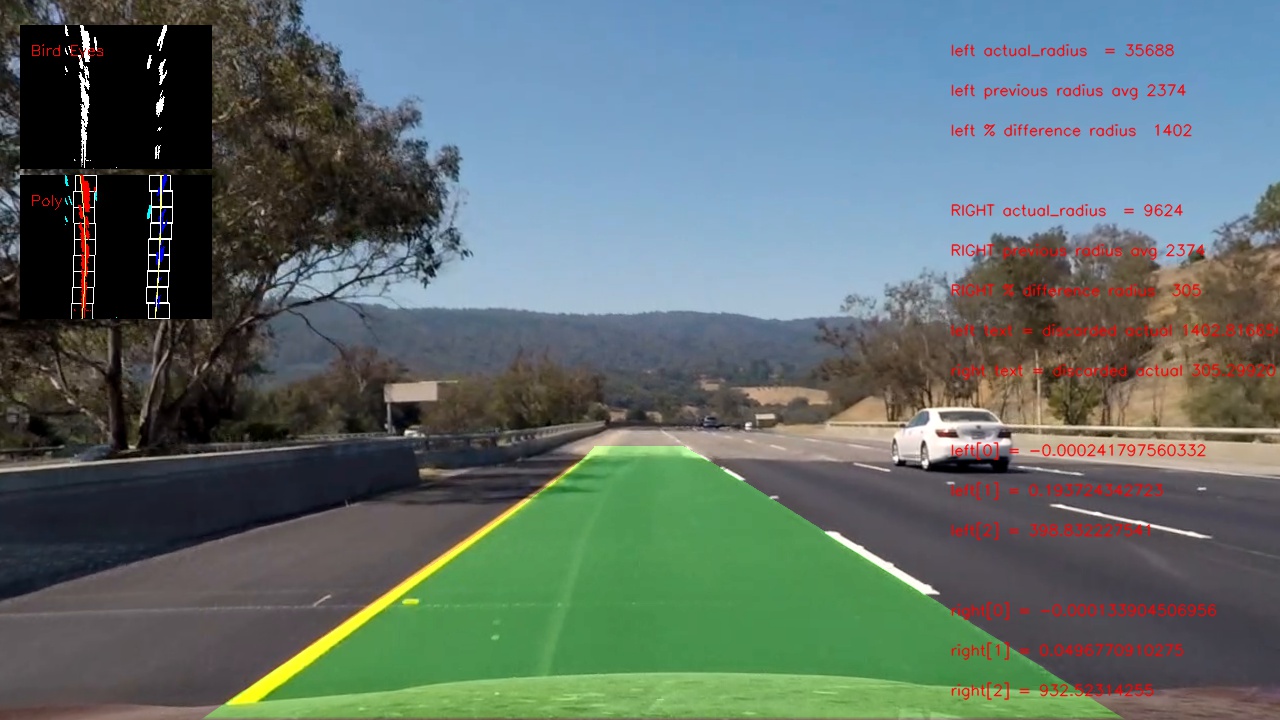 Bird Eyes
Poly
left actual_radius = 35688
left previous radius avg 2374
left % difference radius 1402
RIGHT actual_radius = 9624
RIGHT previous radius avg 2374
RIGHT % difference radius 305
left text = discarded actual
right text = discarded actual 305.29920
left[0] = -0.000241797560332
left[1] = 0.193724342723
left[2] = 398.832227541
right[0] = -0.000133904506956
right[1] = 0.0496770910275
right[2] = 932.52314255